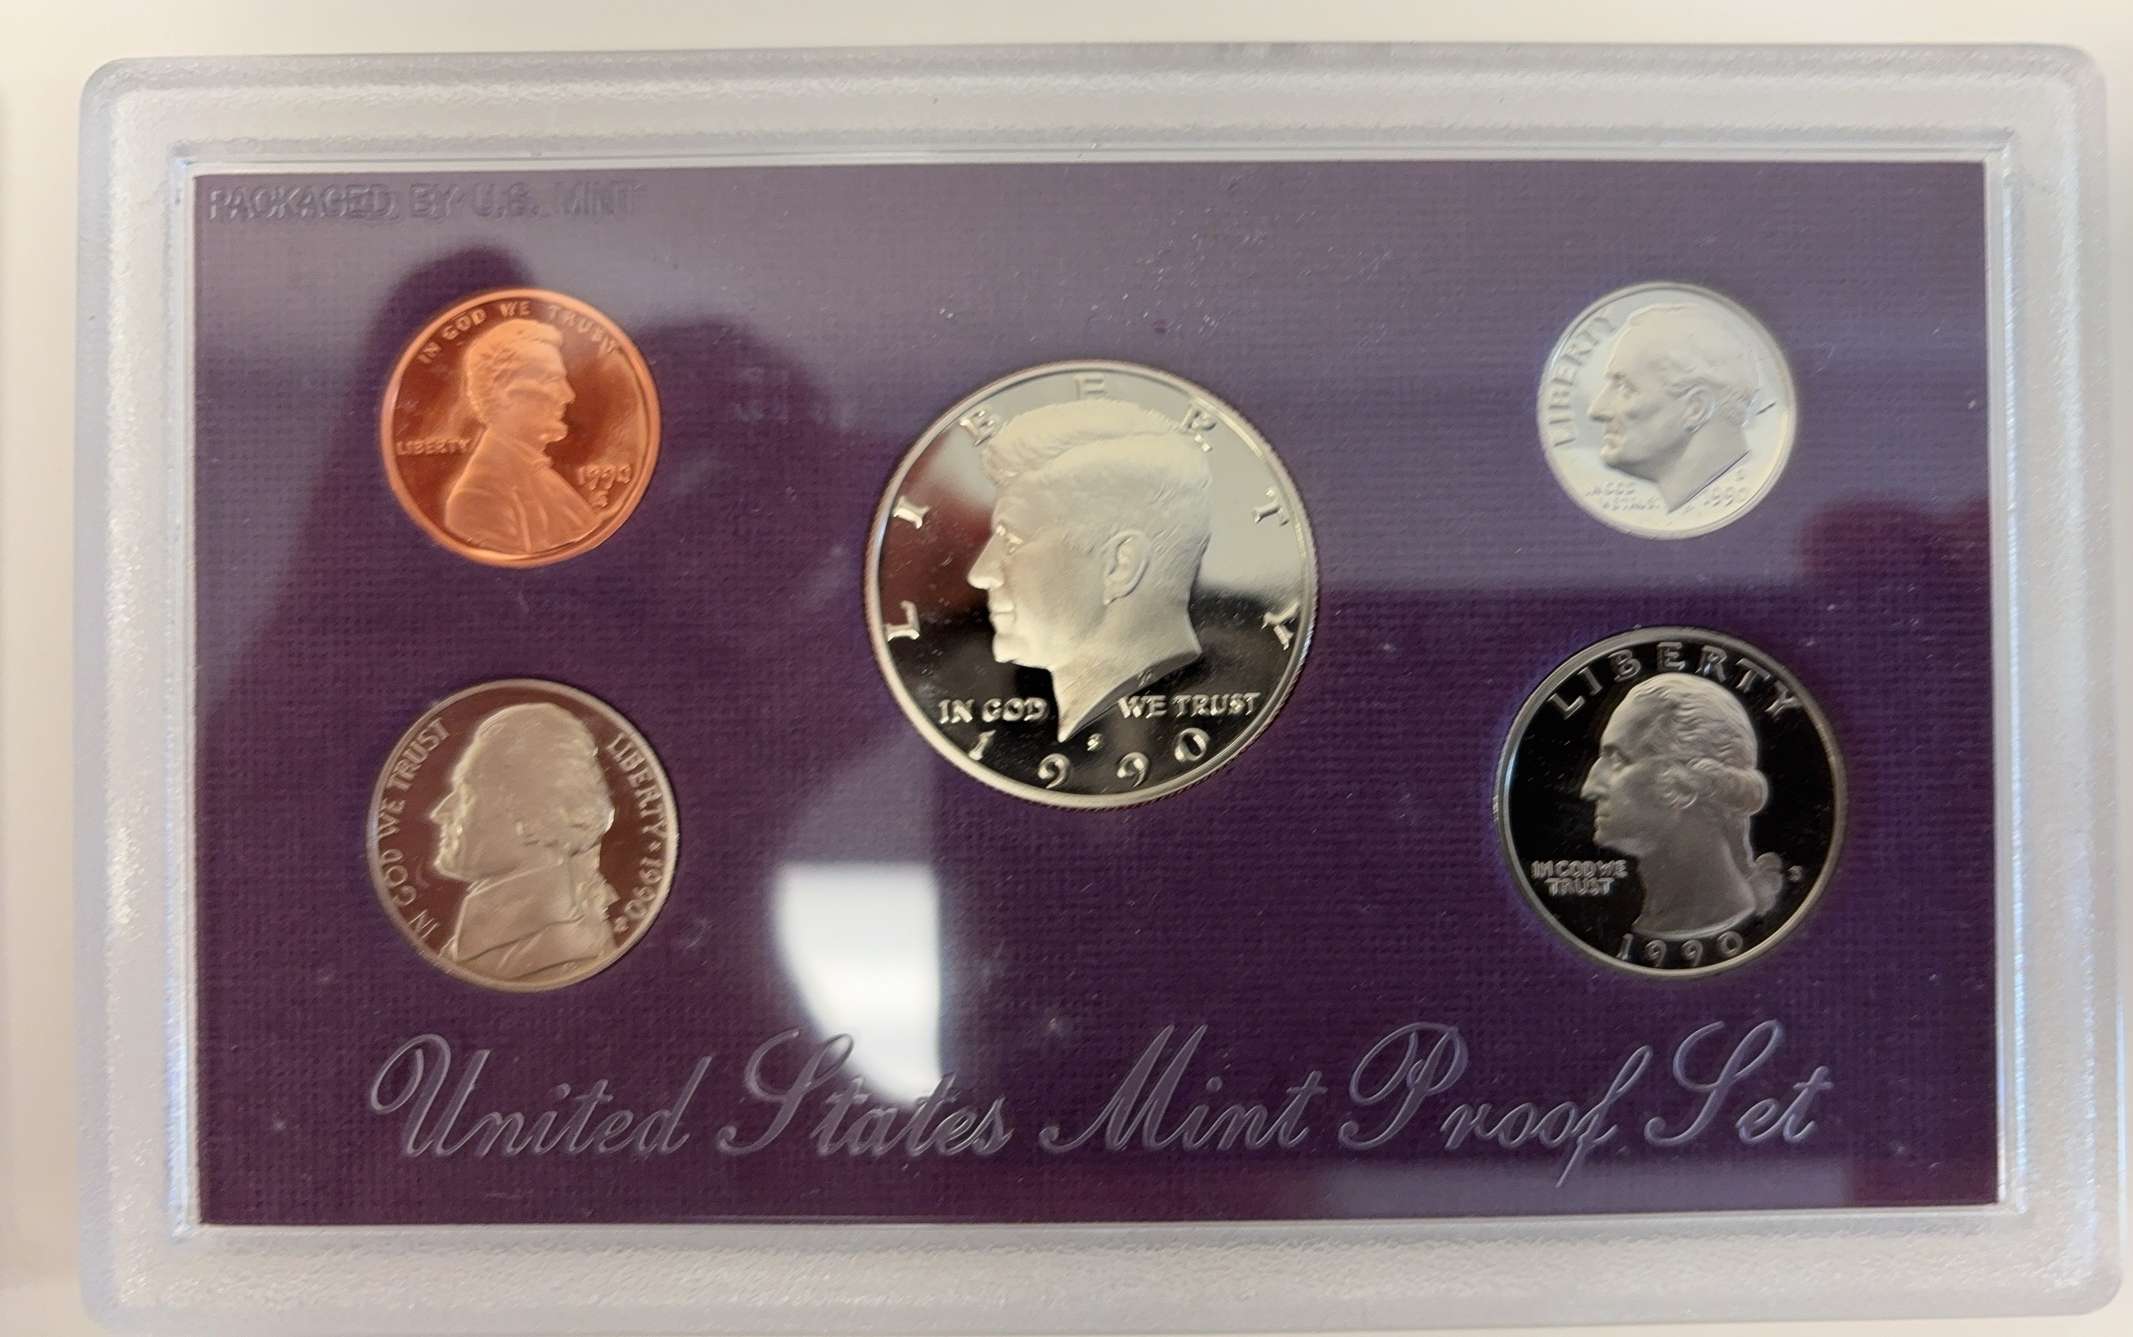 PACKAGED BY U.S. MINT
IN GOD WE TRUST
LIBERTY
1990
S
LIBERTY
IN GOD WE TRUST
1990
S
LIBERTY
IN GOD
WE TRUST
1990
IN GOD WE TRUST
LIBERTY ★ 1990
LIBERTY
IN GOD WE
TRUST
S
1990
United States Mint Proof Set